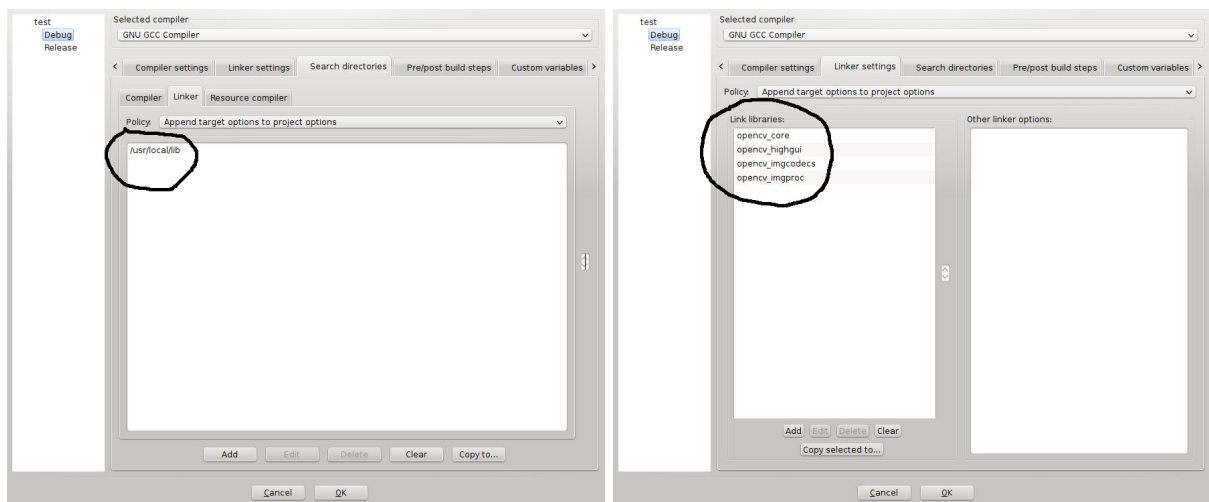 test
Debug
Release
Selected compiler
GNU GCC Compiler
Compiler settings Linker settings Search directories Pre/post build steps Custom variables
Compiler Linker Resource compiler
Policy: Append target options to project options
/usr/local/lib
Add Edit Delete Clear Copy to...
Cancel OK
test
Debug
Release
Selected compiler
GNU GCC Compiler
Compiler settings Linker settings Search directories Pre/post build steps Custom variables
Policy: Append target options to project options
Link libraries: Other linker options:
opencv_core
opencv_highgui
opencv_imgcodecs
opencv_imgproc
Add Edit Delete Clear
Copy selected to...
Cancel OK